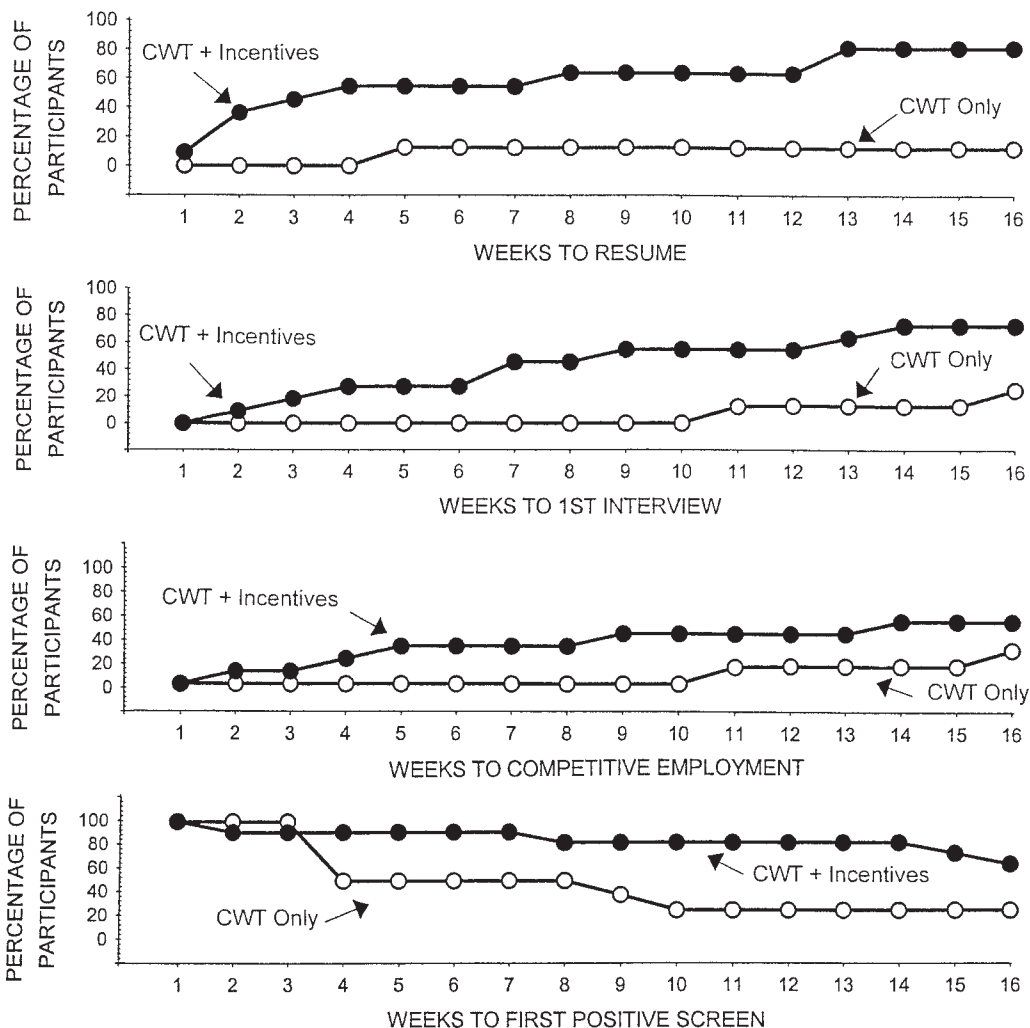 PERCENTAGE OF
PARTICIPANTS
100
80
60
40
20
0
CWT + Incentives
CWT Only
1 2 3 4 5 6 7 8 9 10 11 12 13 14 15 16
WEEKS TO RESUME
PERCENTAGE OF
PARTICIPANTS
100
80
60
40
20
0
CWT + Incentives
CWT Only
1 2 3 4 5 6 7 8 9 10 11 12 13 14 15 16
WEEKS TO 1ST INTERVIEW
PERCENTAGE OF
PARTICIPANTS
100
80
60
40
20
0
CWT + Incentives
CWT Only
1 2 3 4 5 6 7 8 9 10 11 12 13 14 15 16
WEEKS TO COMPETITIVE EMPLOYMENT
PERCENTAGE OF
PARTICIPANTS
100
80
60
40
20
0
CWT + Incentives
CWT Only
1 2 3 4 5 6 7 8 9 10 11 12 13 14 15 16
WEEKS TO FIRST POSITIVE SCREEN